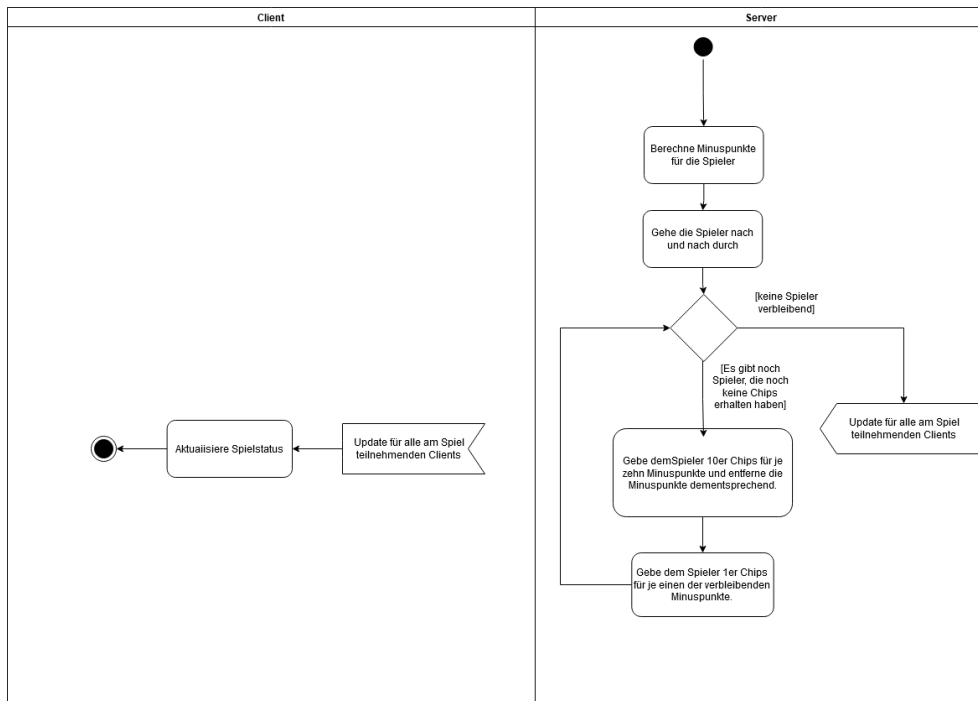 Client
Server
Berechne Minuspunkte
für die Spieler
Gehe die Spieler nach
und nach durch
[keine Spieler
verbleibend]
[Es gibt noch
Spieler, die noch
keine Chips
erhalten haben]
Update für alle am Spiel
teilnehmenden Clients
Gebe demSpieler 10er Chips für je
zehn Minuspunkte und entferne die
Minuspunkte dementsprechend.
Gebe dem Spieler 1er Chips
für je einen der verbleibenden
Minuspunkte.
Update für alle am Spiel
teilnehmenden Clients
Aktuaiisiere Spielstatus